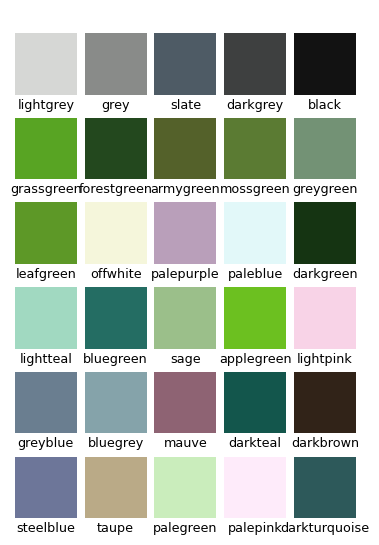 lightgrey grey slate darkgrey black
grassgreen forestgreen armygreen mossgreen greygreen
leafgreen offwhite palepurple paleblue darkgreen
lightteal bluegreen sage applegreen lightpink
greyblue bluegrey mauve darkteal darkbrown
steelblue taupe palegreen palepink darkturquoise